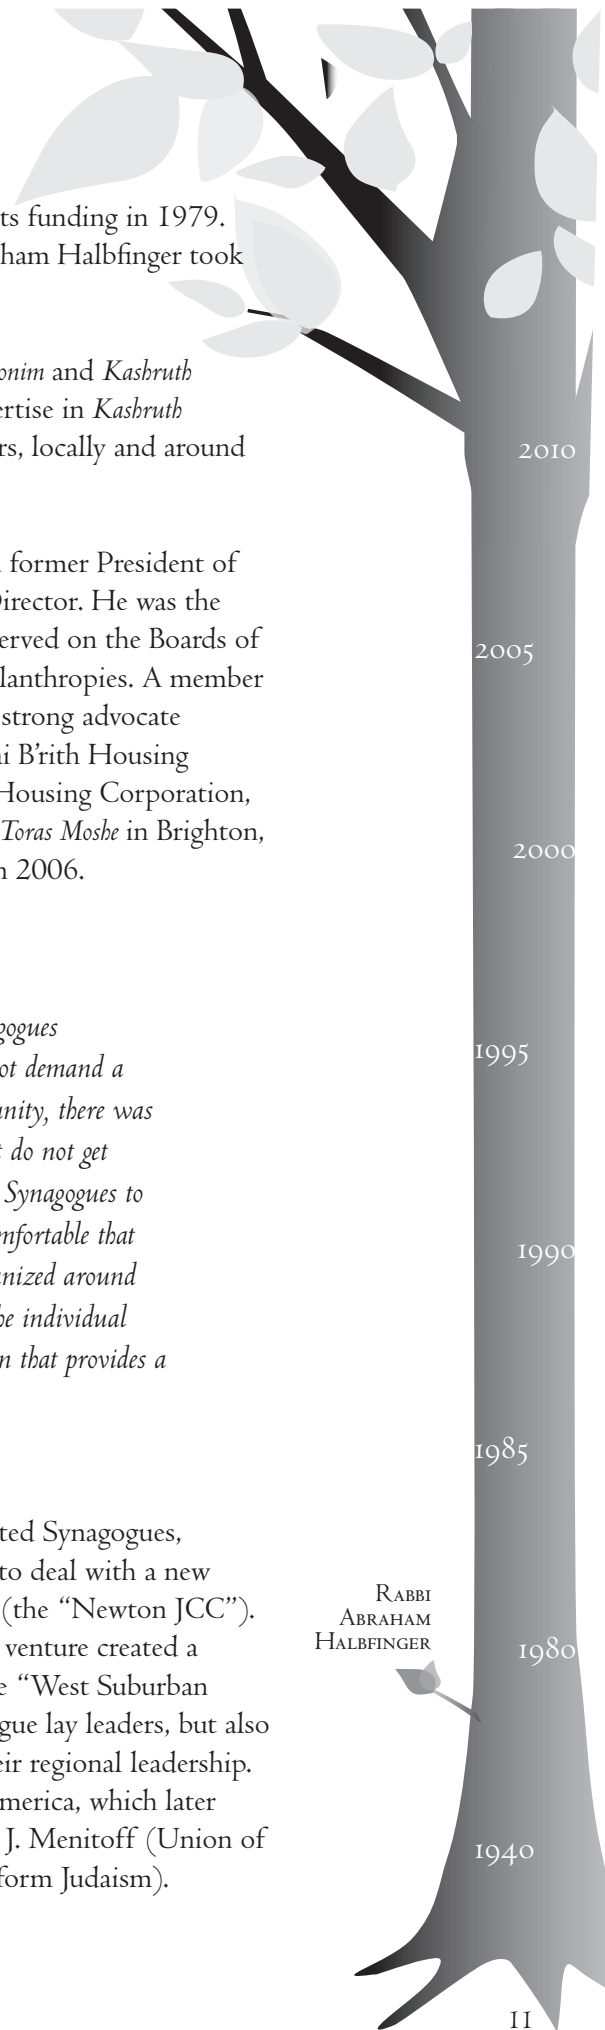 ts funding in 1979.
ham Halbfinger took
onim and Kashruth
ertise in Kashruth
rs, locally and around
former President of
Director. He was the
erved on the Boards of
lanthropies. A member
strong advocate
i B’rith Housing
Housing Corporation,
Toras Moshe in Brighton,
n 2006.
gogues
ot demand a
unity, there was
t do not get
Synagogues to
mfortable that
nized around
he individual
n that provides a
ted Synagogues,
to deal with a new
(the “Newton JCC”).
venture created a
e “West Suburban
gue lay leaders, but also
eir regional leadership.
merica, which later
J. Menitoff (Union of
form Judaism).
2010
2005
2000
1995
1990
1985
Rabbi
Abraham
Halbfinger
1980
1940
11